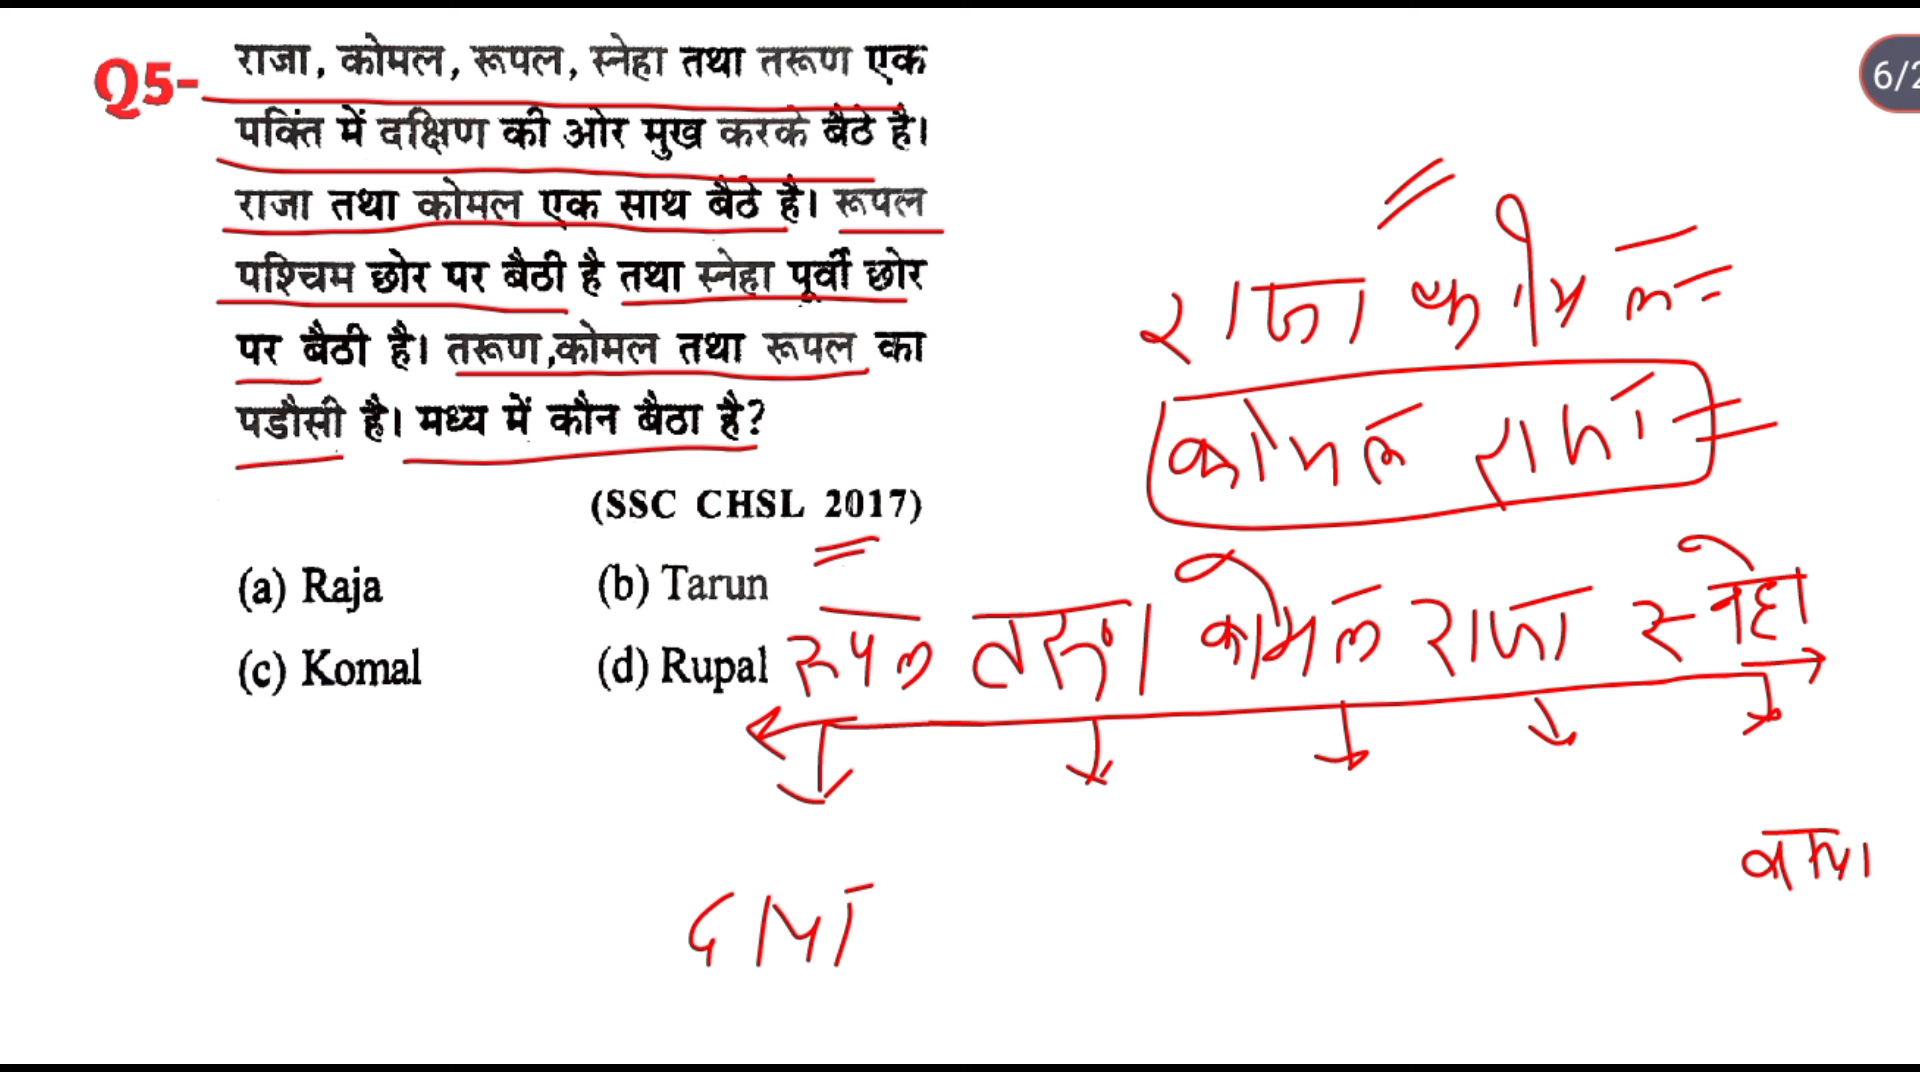 Q5-
राजा, कोमल, रूपल, स्नेहा तथा तरूण एक
पक्तिं में दक्षिण की ओर मुख करके बैठे है।
राजा तथा कोमल एक साथ बैठे है। रूपल
पश्चिम छोर पर बैठी है तथा स्नेहा पूर्वी छोर
पर बैठी है। तरूण,कोमल तथा रूपल का
पडौसी है। मध्य में कौन बैठा है?
(SSC CHSL 2017)
(a) Raja (b) Tarun
(c) Komal (d) Rupal
6/2
राजा कोमल
कोमल राजा
रूपल तरूण कोमल राजा स्नेहा